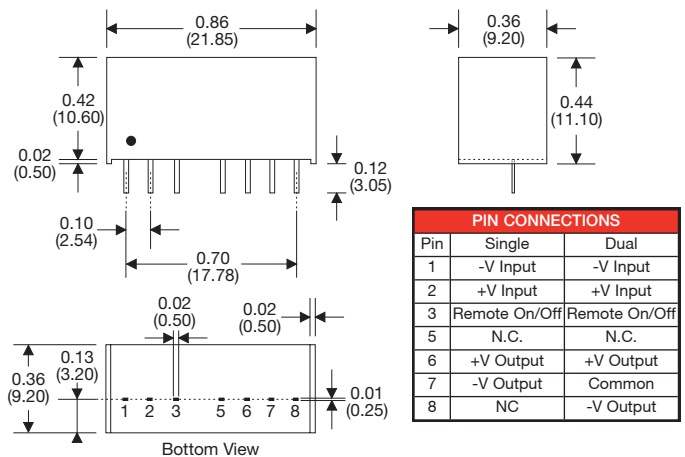 0.86
(21.85)
0.36
(9.20)
0.42
(10.60)
0.44
(11.10)
0.02
(0.50)
0.12
(3.05)
0.10
(2.54)
0.70
(17.78)
PIN CONNECTIONS
Pin Single Dual
1 -V Input -V Input
2 +V Input +V Input
3 Remote On/Off Remote On/Off
5 N.C. N.C.
6 +V Output +V Output
7 -V Output Common
8 NC -V Output
0.02
(0.50)
0.02
(0.50)
0.13
(3.20)
0.36
(9.20)
0.01
(0.25)
1 2 3 5 6 7 8
Bottom View